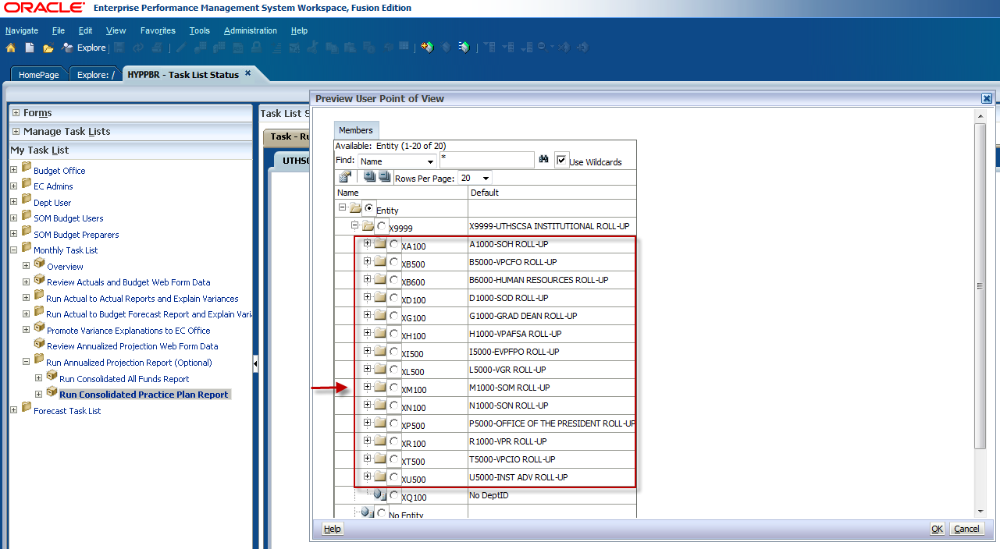 ORACLE Enterprise Performance Management System Workspace, Fusion Edition
Navigate File Edit View Favorites Tools Administration Help
Explore
HomePage Explore: / HYPPBR - Task List Status
Forms
Manage Task Lists
My Task List
Budget Office
EC Admins
Dept User
SOM Budget Users
SOM Budget Preparers
Monthly Task List
Overview
Review Actuals and Budget Web Form Data
Run Actual to Actual Reports and Explain Variances
Run Actual to Budget Forecast Report and Explain Vari
Promote Variance Explanations to EC Office
Review Annualized Projection Web Form Data
Run Annualized Projection Report (Optional)
Run Consolidated All Funds Report
Run Consolidated Practice Plan Report
Forecast Task List
Task List S
Task - Ru
UTHSC
Preview User Point of View
Members
Available: Entity (1-20 of 20)
Find: Name * Use Wildcards
Rows Per Page: 20
Name Default
Entity
X9999 X9999-UTHSCSA INSTITUTIONAL ROLL-UP
XA100 A1000-SOH ROLL-UP
XB500 B5000-VPCFO ROLL-UP
XB600 B6000-HUMAN RESOURCES ROLL-UP
XD100 D1000-SOD ROLL-UP
XG100 G1000-GRAD DEAN ROLL-UP
XH100 H1000-VPAFSA ROLL-UP
XI500 I5000-EVPFPO ROLL-UP
XL500 L5000-VGR ROLL-UP
XM100 M1000-SOM ROLL-UP
XN100 N1000-SON ROLL-UP
XP500 P5000-OFFICE OF THE PRESIDENT ROLL-UP
XR100 R1000-VPR ROLL-UP
XT500 T5000-VPCIO ROLL-UP
XU500 U5000-INST ADV ROLL-UP
XQ100 No DeptID
No Entity
Help OK Cancel